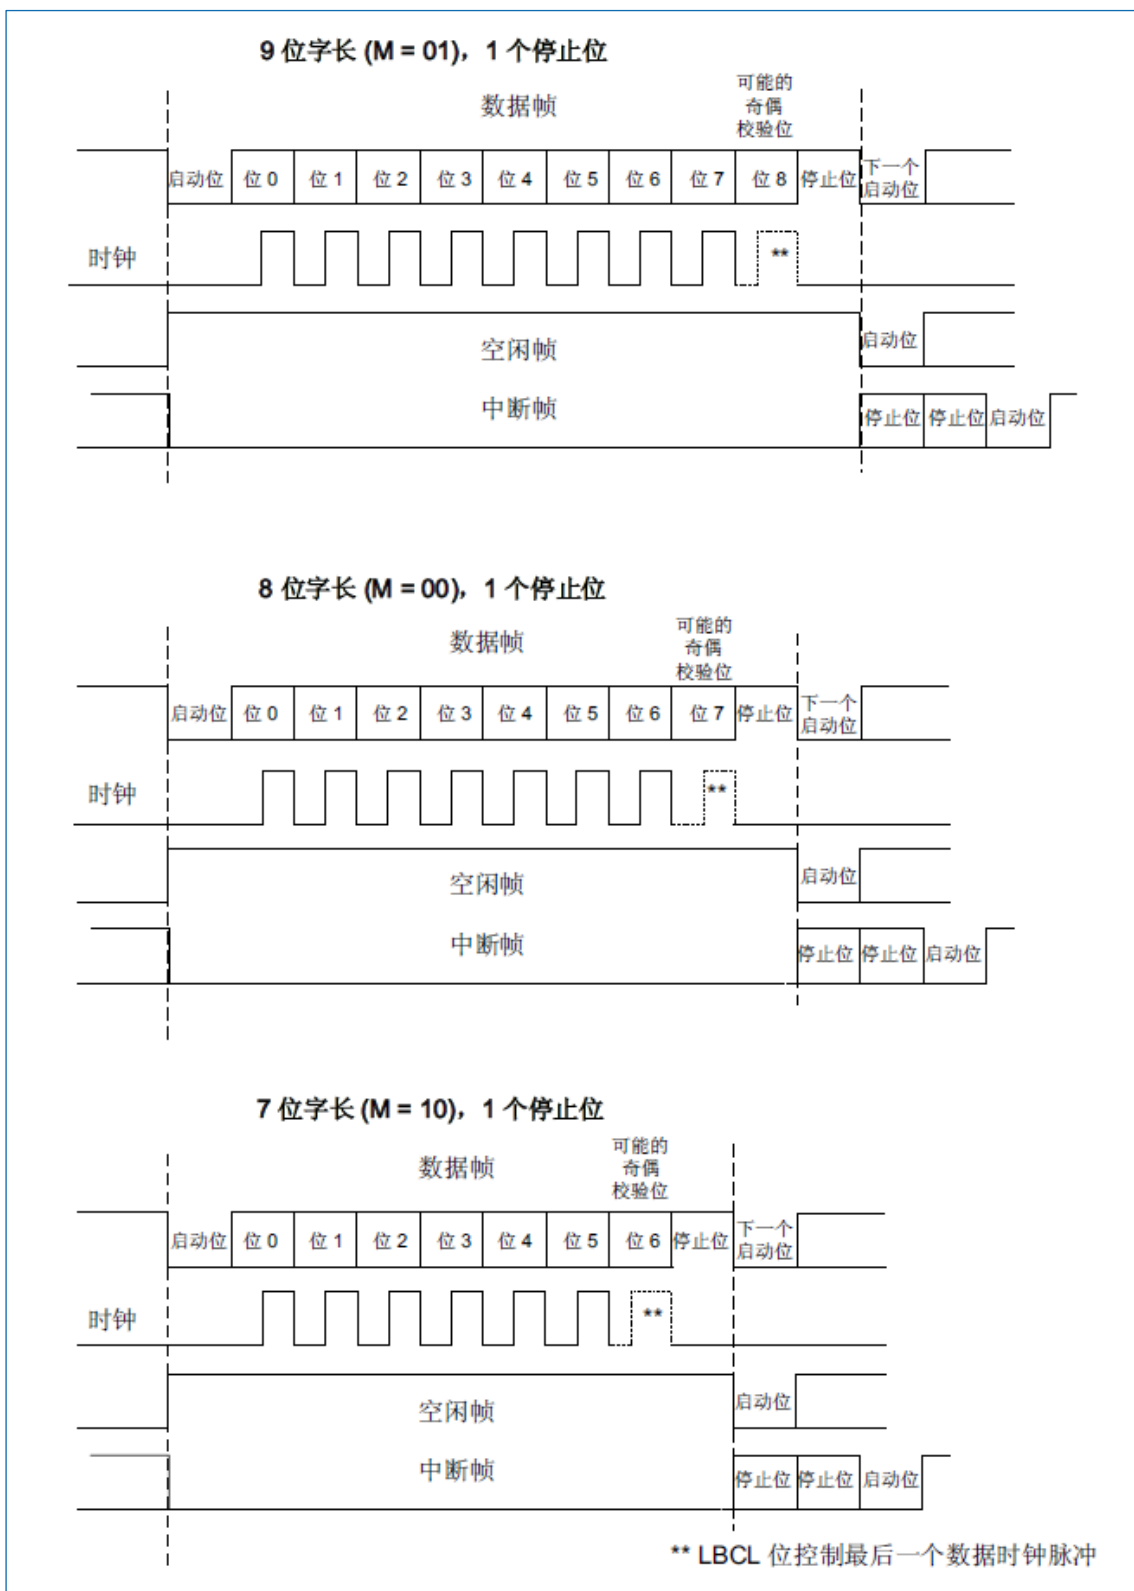 9 位字长 (M = 01)，1 个停止位
可能的
奇偶
校验位
数据帧
启动位 位 0 位 1 位 2 位 3 位 4 位 5 位 6 位 7 位 8 停止位 下一个
启动位
时钟
**
空闲帧
启动位
中断帧
停止位 停止位 启动位
8 位字长 (M = 00)，1 个停止位
可能的
奇偶
校验位
数据帧
启动位 位 0 位 1 位 2 位 3 位 4 位 5 位 6 位 7 停止位 下一个
启动位
时钟
**
空闲帧
启动位
中断帧
停止位 停止位 启动位
7 位字长 (M = 10)，1 个停止位
可能的
奇偶
校验位
数据帧
启动位 位 0 位 1 位 2 位 3 位 4 位 5 位 6 停止位 下一个
启动位
时钟
**
空闲帧
启动位
中断帧
停止位 停止位 启动位
** LBCL 位控制最后一个数据时钟脉冲